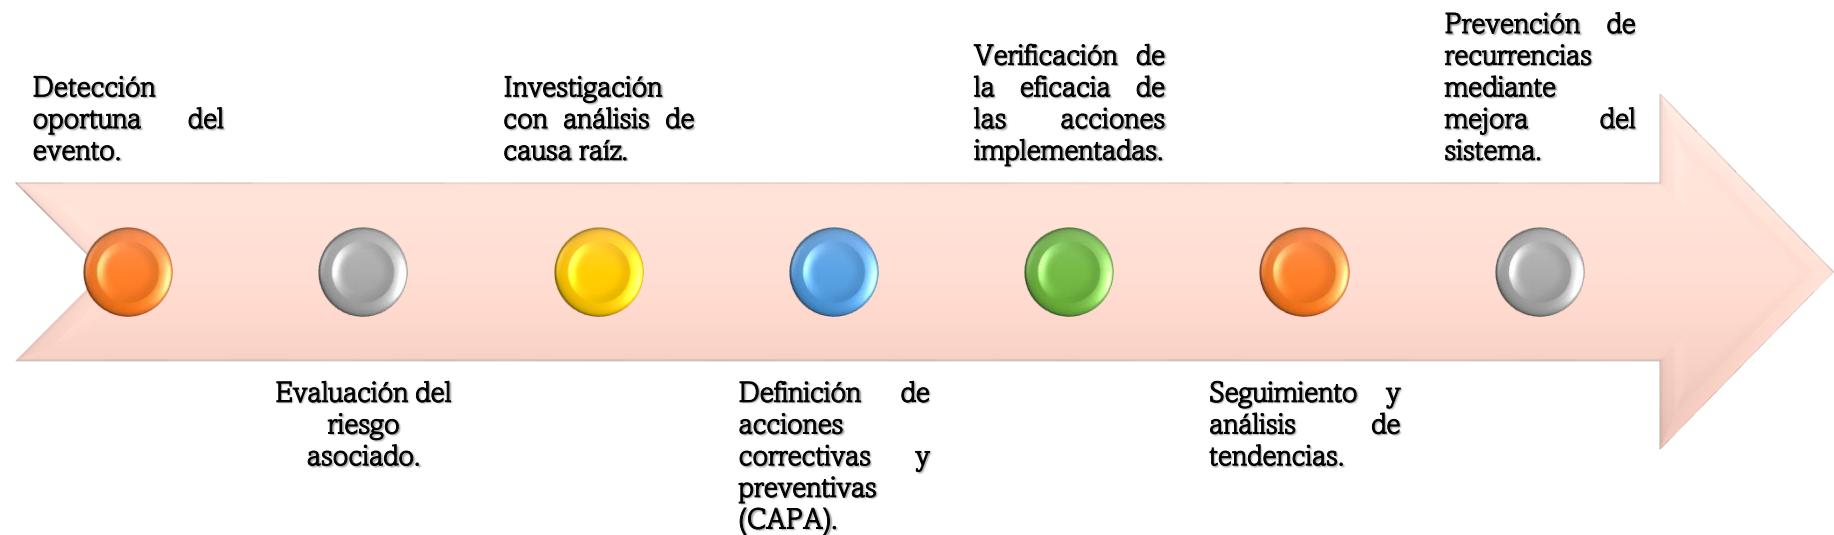 Detección
oportuna del
evento.
Evaluación del
riesgo
asociado.
Investigación
con análisis de
causa raíz.
Definición de
acciones
correctivas y
preventivas
(CAPA).
Verificación de
la eficacia de
las acciones
implementadas.
Seguimiento y
análisis de
tendencias.
Prevención de
recurrencias
mediante
mejora del
sistema.